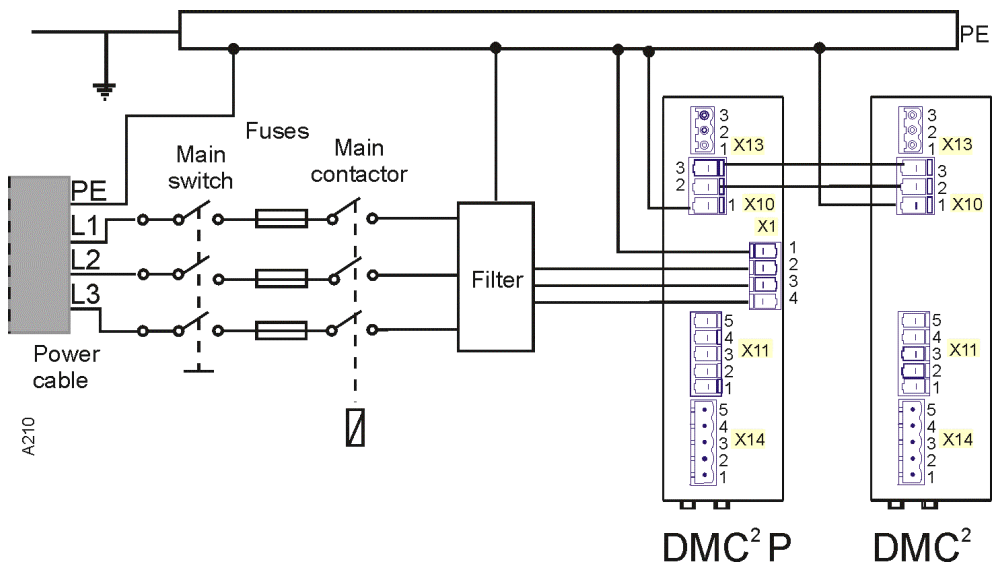 PE
Fuses
Main
switch
Main
contactor
PE
L1
L2
L3
Power
cable
A210
Filter
3
2
1
X13
3
2
1
X10
X1
1
2
3
4
5
4
3
2
1
X11
5
4
3
2
1
X14
DMC² P
3
2
1
X13
3
2
1
X10
5
4
3
2
1
X11
5
4
3
2
1
X14
DMC²